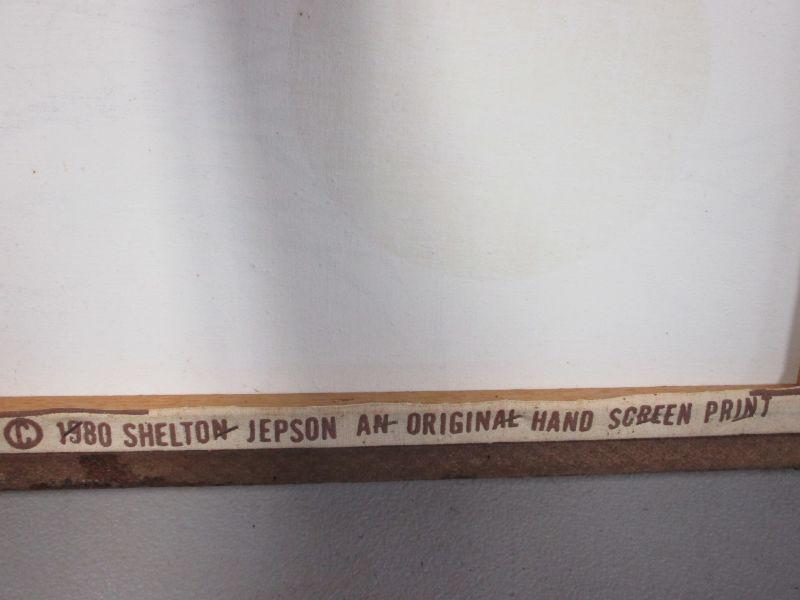 © 1980 SHELTON JEPSON AN ORIGINAL HAND SCREEN PRINT